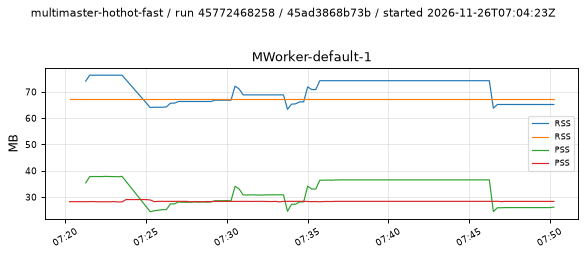 multimaster-hothot-fast / run 45772468258 / 45ad3868b73b / started 2026-11-26T07:04:23Z
MWorker-default-1
MB
70
60
50
40
30
RSS
RSS
PSS
PSS
07:20
07:25
07:30
07:35
07:40
07:45
07:50